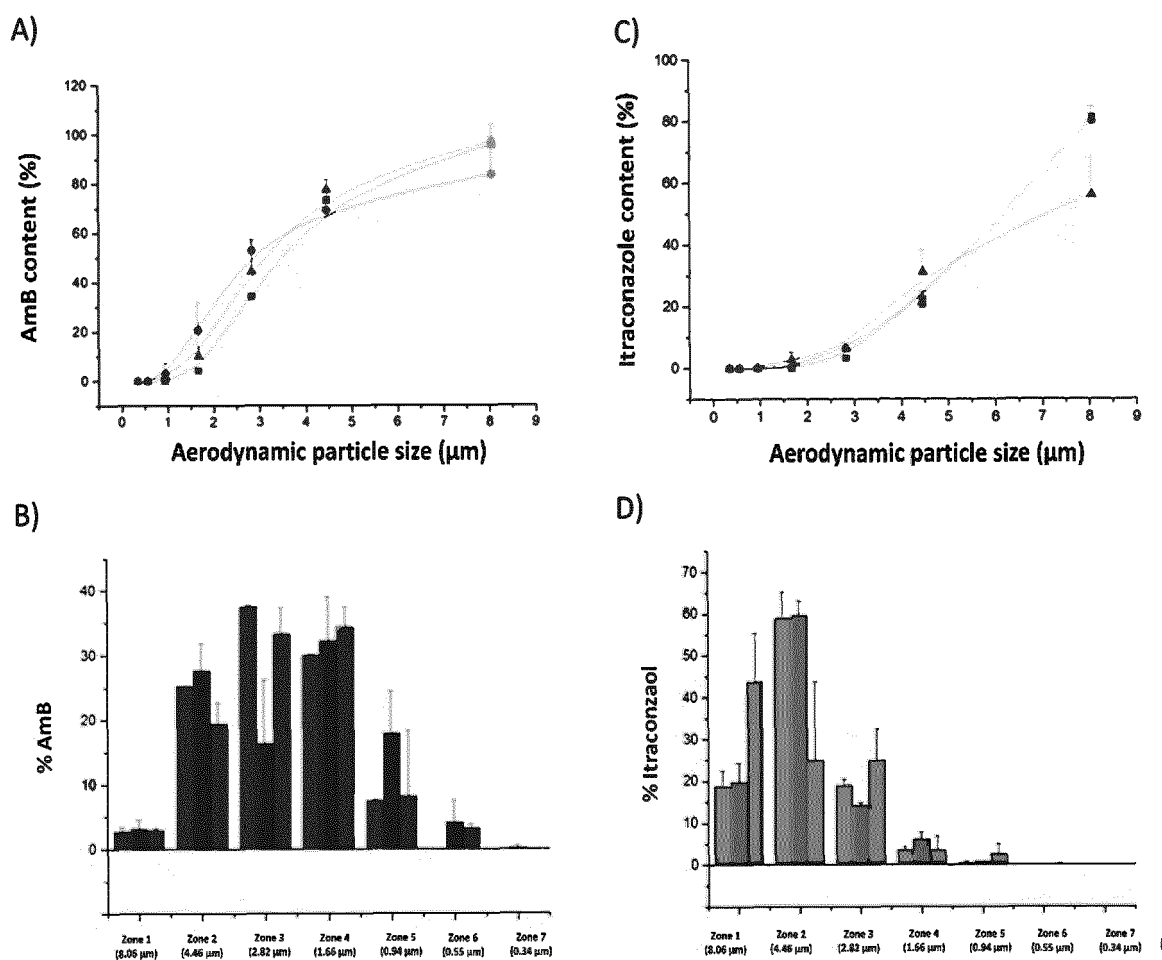 A)
AmB content (%)
120
100
80
60
40
20
0
0 1 2 3 4 5 6 7 8 9
Aerodynamic particle size (µm)
C)
Itraconazole content (%)
100
80
60
40
20
0
0 1 2 3 4 5 6 7 8 9
Aerodynamic particle size (µm)
B)
% AmB
40
30
20
10
0
Zone 1 Zone 2 Zone 3 Zone 4 Zone 5 Zone 6 Zone 7
(8.06 µm) (4.46 µm) (2.82 µm) (1.66 µm) (0.94 µm) (0.55 µm) (0.34 µm)
D)
% Itraconzaol
70
60
50
40
30
20
10
0
Zone 1 Zone 2 Zone 3 Zone 4 Zone 5 Zone 6 Zone 7
(8.06 µm) (4.46 µm) (2.82 µm) (1.66 µm) (0.94 µm) (0.55 µm) (0.34 µm)